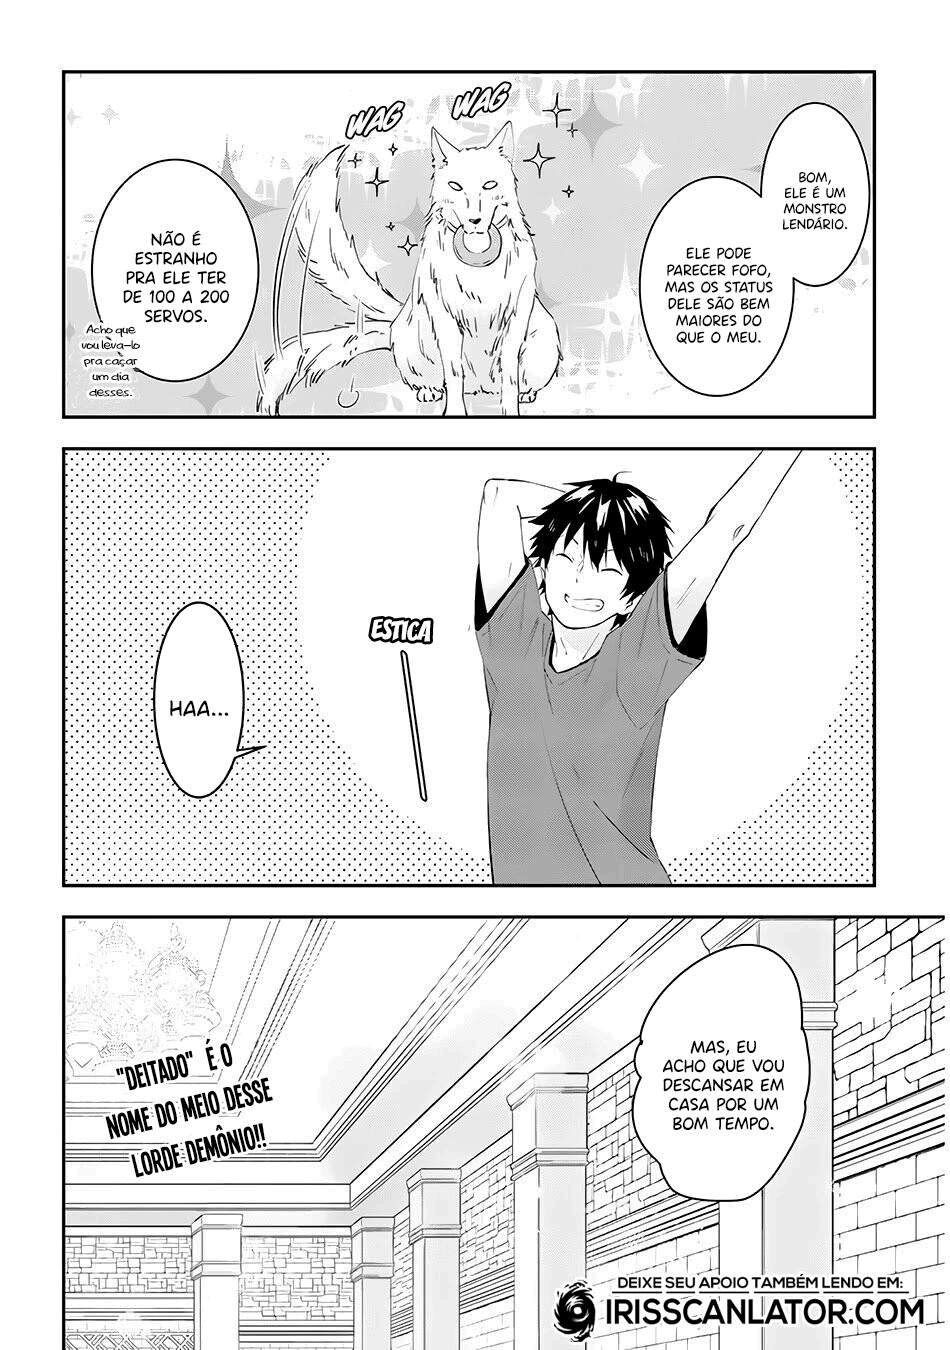 BOM,
ELE É UM
MONSTRO
LENDÁRIO.
ELE PODE
PARECER FOFO,
MAS OS STATUS
DELE SÃO BEM
MAIORES DO
QUE O MEU.
WAG
WAG
NÃO É
ESTRANHO
PRA ELE TER
DE 100 A 200
SERVOS.
Acho que
vou leva-lo
pra caçar
um dia
desses.
ESTICA
HAA...
MAS, EU
ACHO QUE VOU
DESCANSAR EM
CASA POR UM
BOM TEMPO.
"DEITADO" É O
NOME DO MEIO DESSE
LORDE DEMÔNIO!!
DEIXE SEU APOIO TAMBÉM LENDO EM:
IRISSCANLATOR.COM